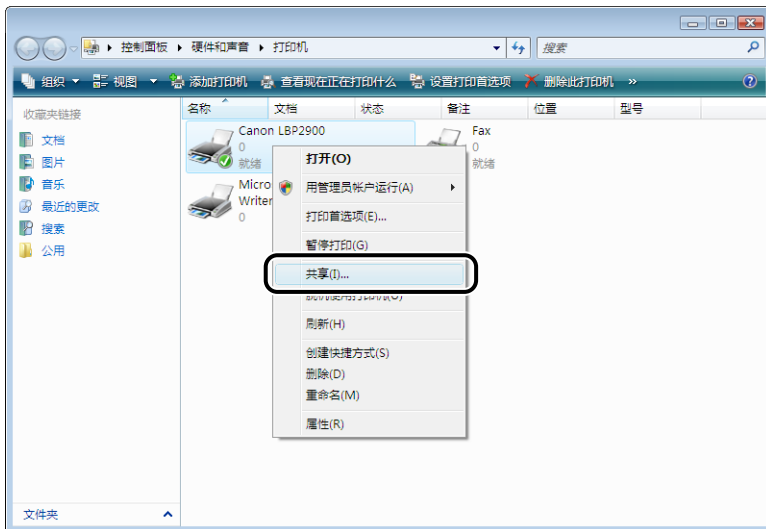 控制面板 硬件和声音 打印机 搜索
组织 视图 添加打印机 查看现在正在打印什么 设置打印首选项 删除此打印机 »
收藏夹链接
文档
图片
音乐
最近的更改
搜索
公用
文件夹
名称 文档 状态 备注 位置 型号
Canon LBP2900
0
就绪
Fax
0
就绪
Micro
Writer
0
打开(O)
用管理员帐户运行(A)
打印首选项(E)...
暂停打印(G)
共享(I)...
刷新(H)
创建快捷方式(S)
删除(D)
重命名(M)
属性(R)